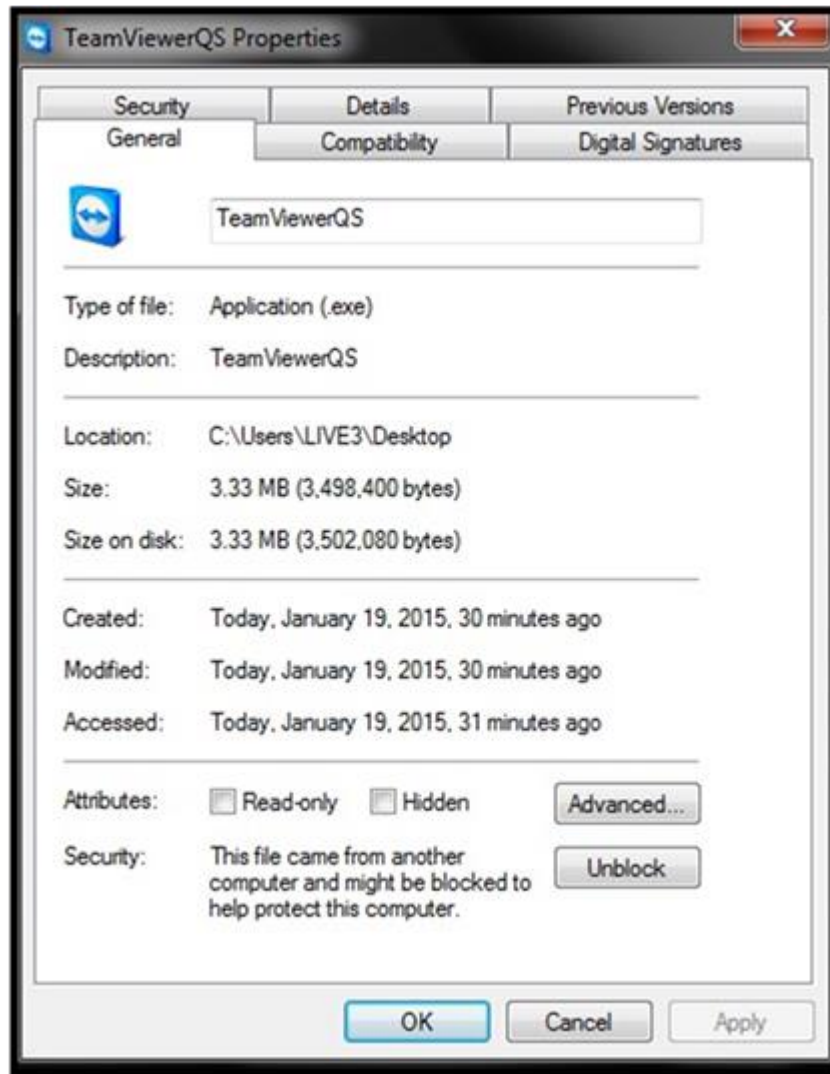 TeamViewerQS Properties
Security Details Previous Versions
General Compatibility Digital Signatures
TeamViewerQS
Type of file: Application (.exe)
Description: TeamViewerQS
Location: C:\Users\LIVE3\Desktop
Size: 3.33 MB (3,498,400 bytes)
Size on disk: 3.33 MB (3,502,080 bytes)
Created: Today, January 19, 2015, 30 minutes ago
Modified: Today, January 19, 2015, 30 minutes ago
Accessed: Today, January 19, 2015, 31 minutes ago
Attributes: Read-only Hidden Advanced...
Security: This file came from another
computer and might be blocked to
help protect this computer.
Unblock
OK Cancel Apply